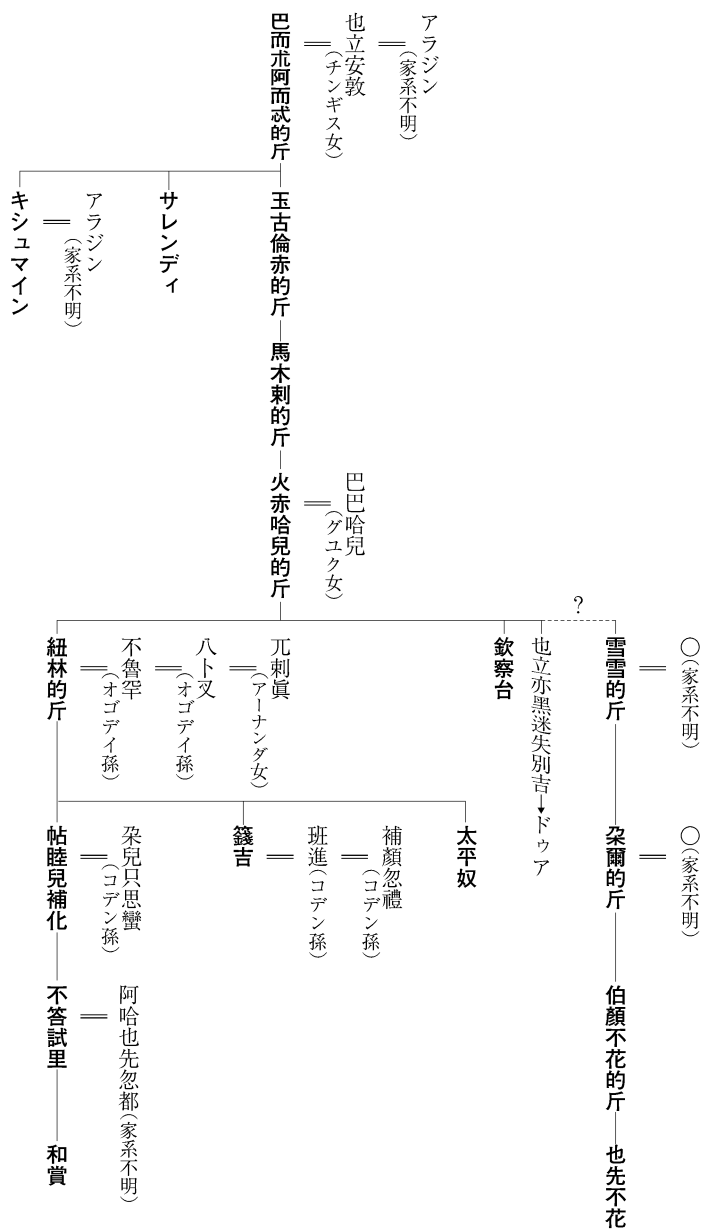 アラジン
(家系不明)
也立安敦
(チンギス女)
巴而朮阿而忒的斤
玉古倫赤的斤
サレンディ
アラジン
(家系不明)
キシュマイン
馬木剌的斤
巴巴哈兒
(グユク女)
火赤哈兒的斤
?
〇(家系不明)
雪雪的斤
也立亦黑迷失別吉→ドゥア
欽察台
兀剌眞
(アーナンダ女)
八卜叉
(オゴデイ孫)
不魯罕
(オゴデイ孫)
紐林的斤
〇(家系不明)
朶爾的斤
太平奴
補顏忽禮
(コデン孫)
班進(コデン孫)
籛吉
朶兒只思蠻
(コデン孫)
帖睦兒補化
伯顏不花的斤
阿哈也先忽都(家系不明)
不答試里
也先不花
和賞